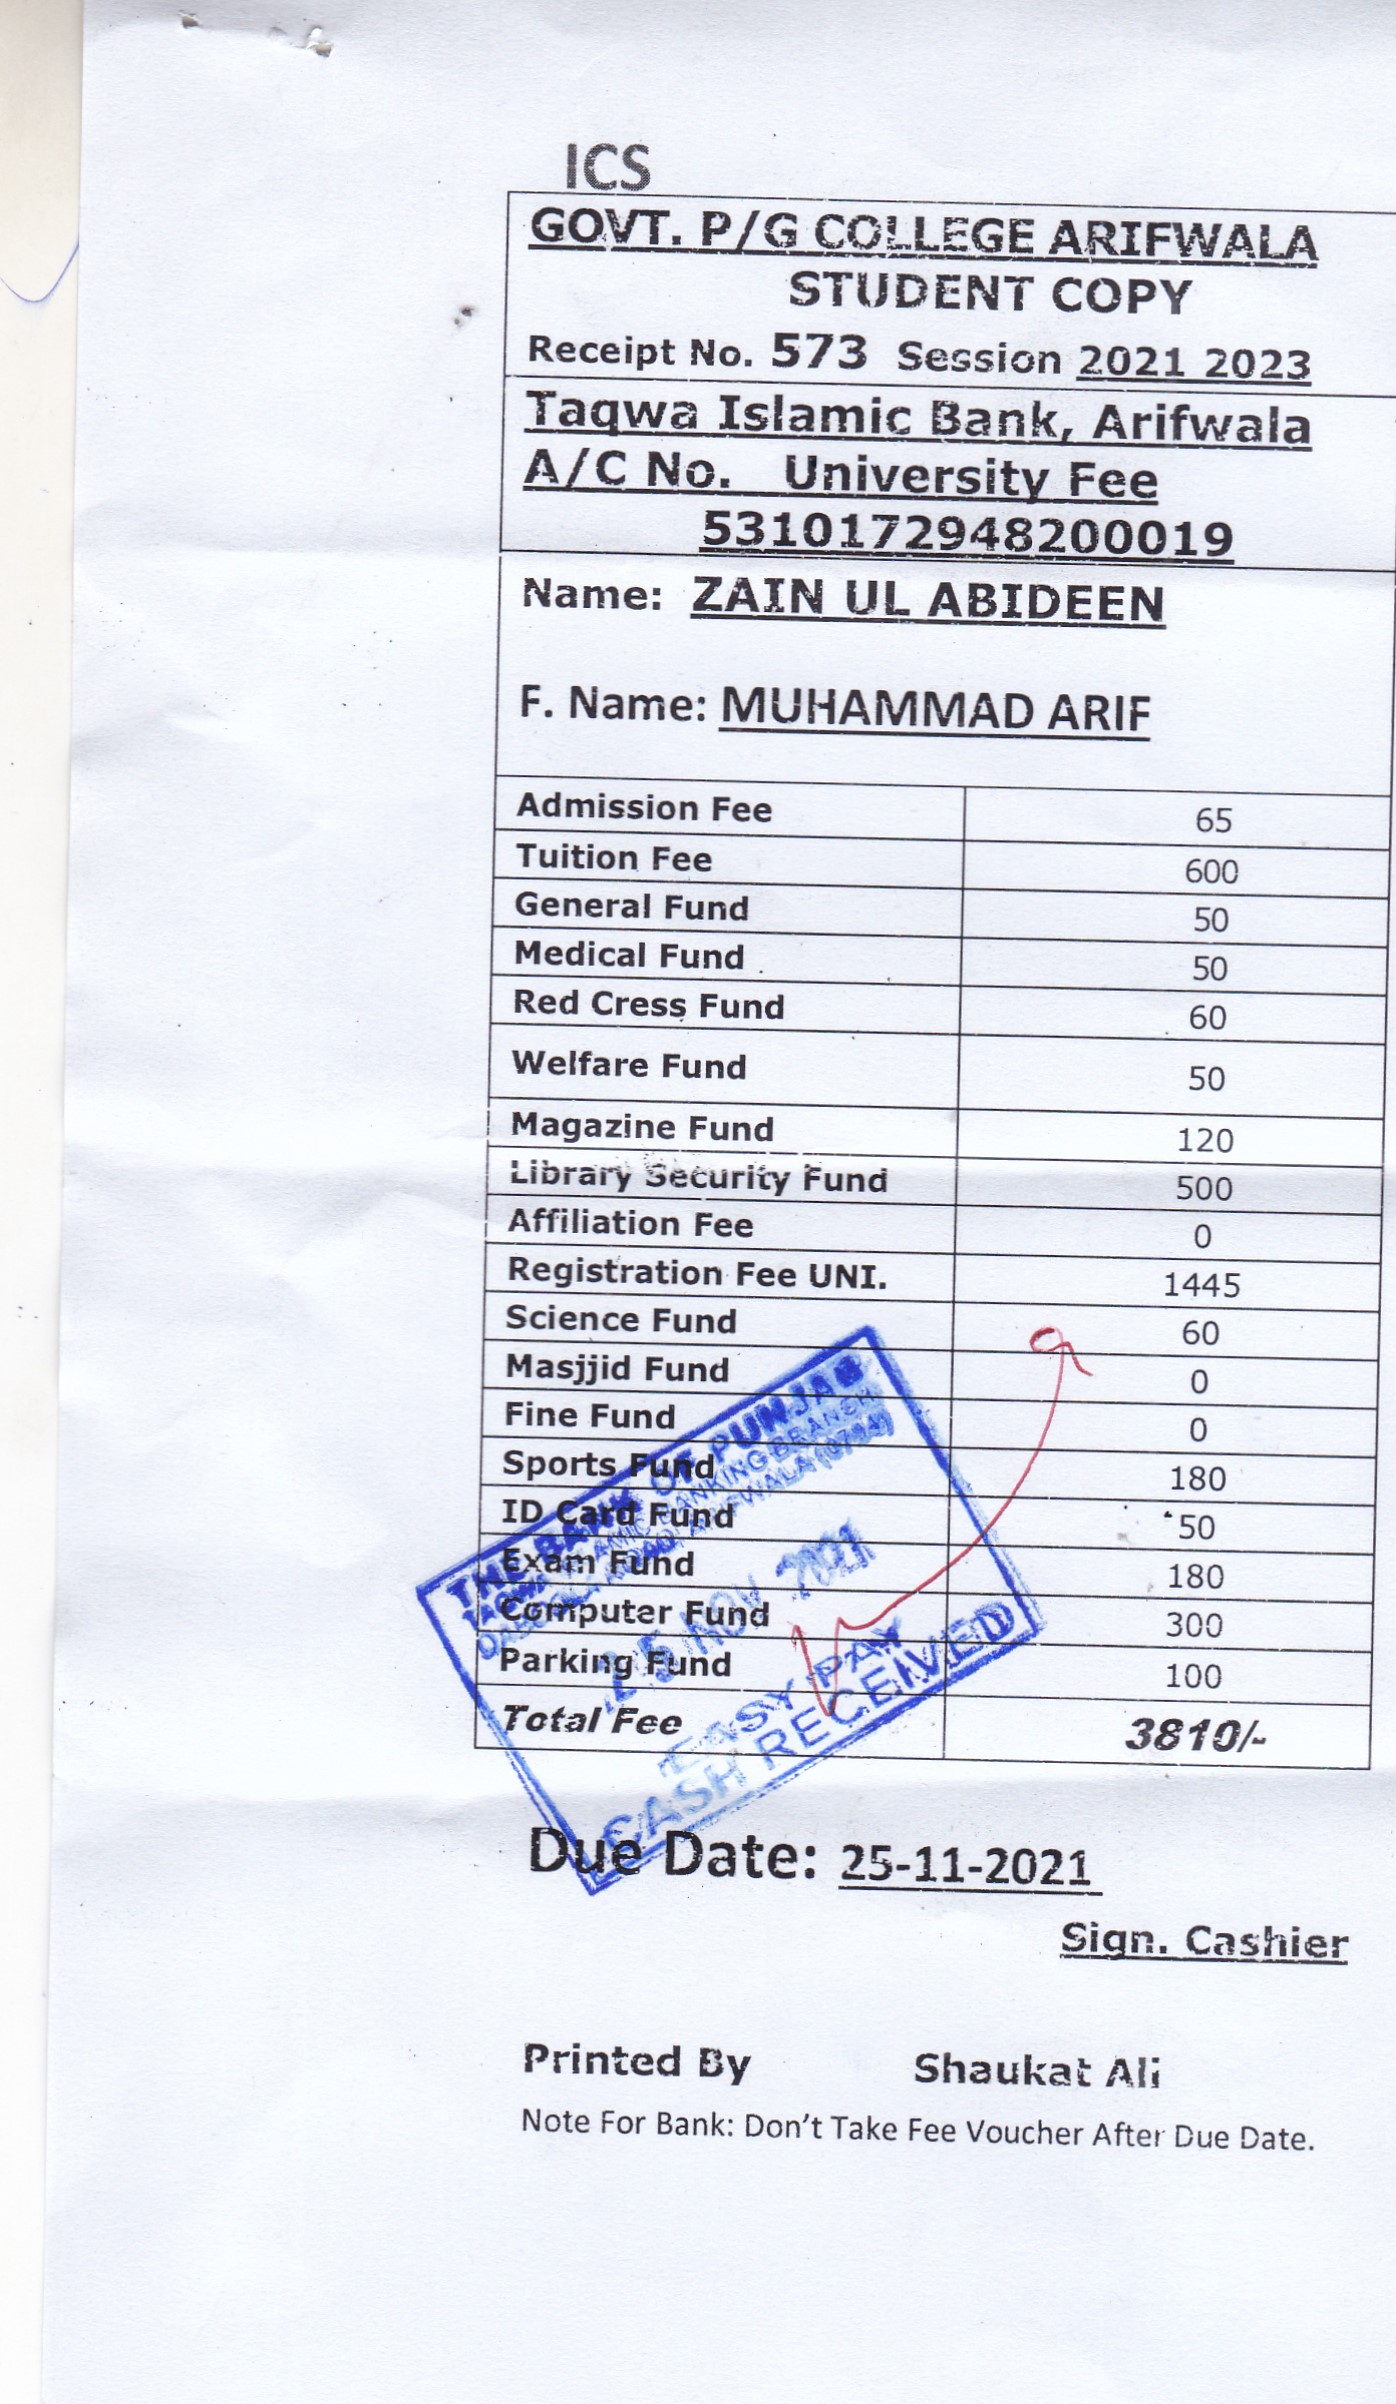 ICS
GOVT. P/G COLLEGE ARIFWALA
STUDENT COPY
Receipt No. 573 Session 2021 2023
Taqwa Islamic Bank, Arifwala
A/C No. University Fee
5310172948200019
Name: ZAIN UL ABIDEEN
F. Name: MUHAMMAD ARIF
Admission Fee 65
Tuition Fee 600
General Fund 50
Medical Fund 50
Red Cress Fund 60
Welfare Fund 50
Magazine Fund 120
Library Security Fund 500
Affiliation Fee 0
Registration Fee UNI. 1445
Science Fund 60
Masjjid Fund 0
Fine Fund 0
Sports Fund 180
ID Card Fund 50
Exam Fund 180
Computer Fund 300
Parking Fund 100
Total Fee 3810/-
THE BANK OF PUNJAB
TAQWA ISLAMIC BANKING BRANCH
ROAD, ARIFWALA
25 NOV 2021
EASY PAY
CASH RECEIVED
Due Date: 25-11-2021
Sign. Cashier
Printed By Shaukat Ali
Note For Bank: Don't Take Fee Voucher After Due Date.